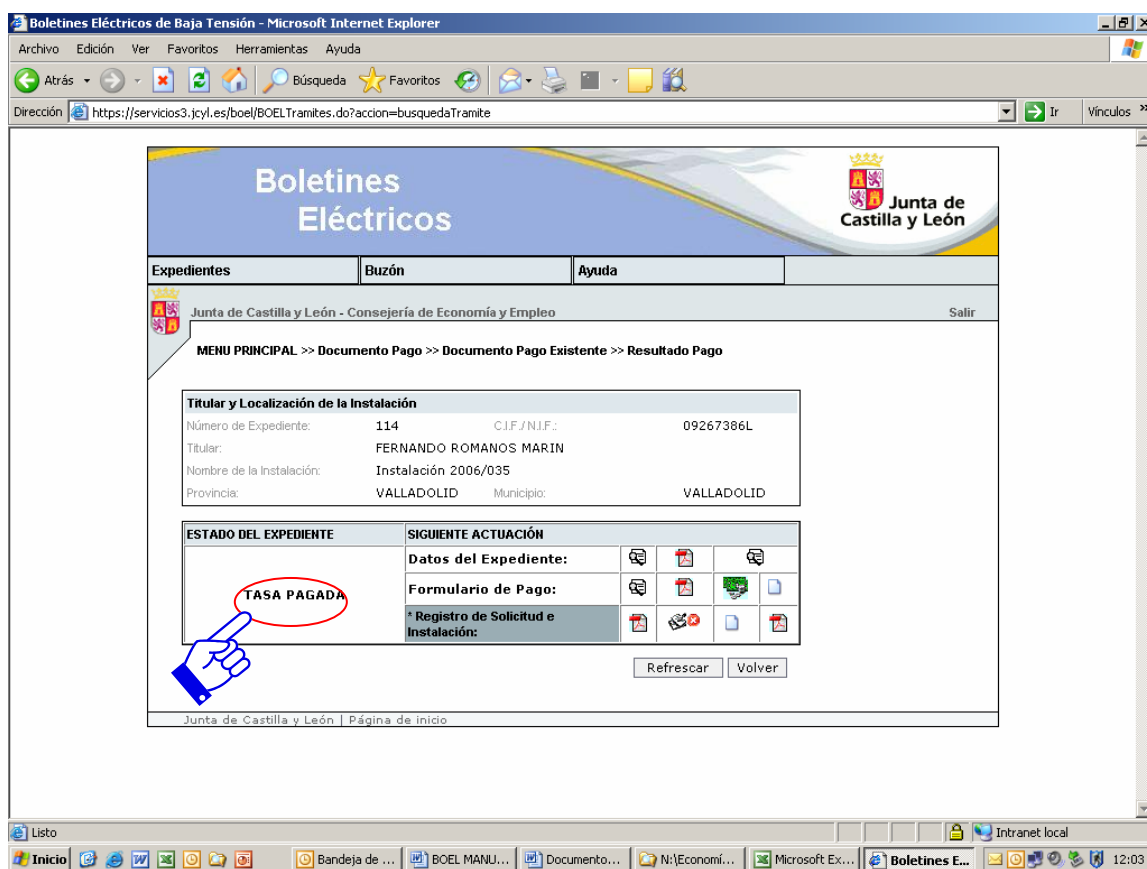 Boletines Eléctricos de Baja Tensión - Microsoft Internet Explorer
Archivo Edición Ver Favoritos Herramientas Ayuda
Atrás Búsqueda Favoritos
Dirección https://servicios3.jcyl.es/boel/BOELTramites.do?accion=busquedaTramite Ir Vínculos »
Boletines
Eléctricos
Junta de
Castilla y León
Expedientes Buzón Ayuda
Junta de Castilla y León - Consejería de Economía y Empleo Salir
MENU PRINCIPAL >> Documento Pago >> Documento Pago Existente >> Resultado Pago
Titular y Localización de la Instalación
Número de Expediente: 114 C.I.F./N.I.F.: 09267386L
Titular: FERNANDO ROMANOS MARIN
Nombre de la Instalación: Instalación 2006/035
Provincia: VALLADOLID Municipio: VALLADOLID
ESTADO DEL EXPEDIENTE SIGUIENTE ACTUACIÓN
Datos del Expediente:
TASA PAGADA Formulario de Pago:
* Registro de Solicitud e
Instalación:
Refrescar Volver
Junta de Castilla y León | Página de inicio
Listo Intranet local
Inicio Bandeja de ... BOEL MANU... Documento... N:\Economí... Microsoft Ex... Boletines E... 12:03